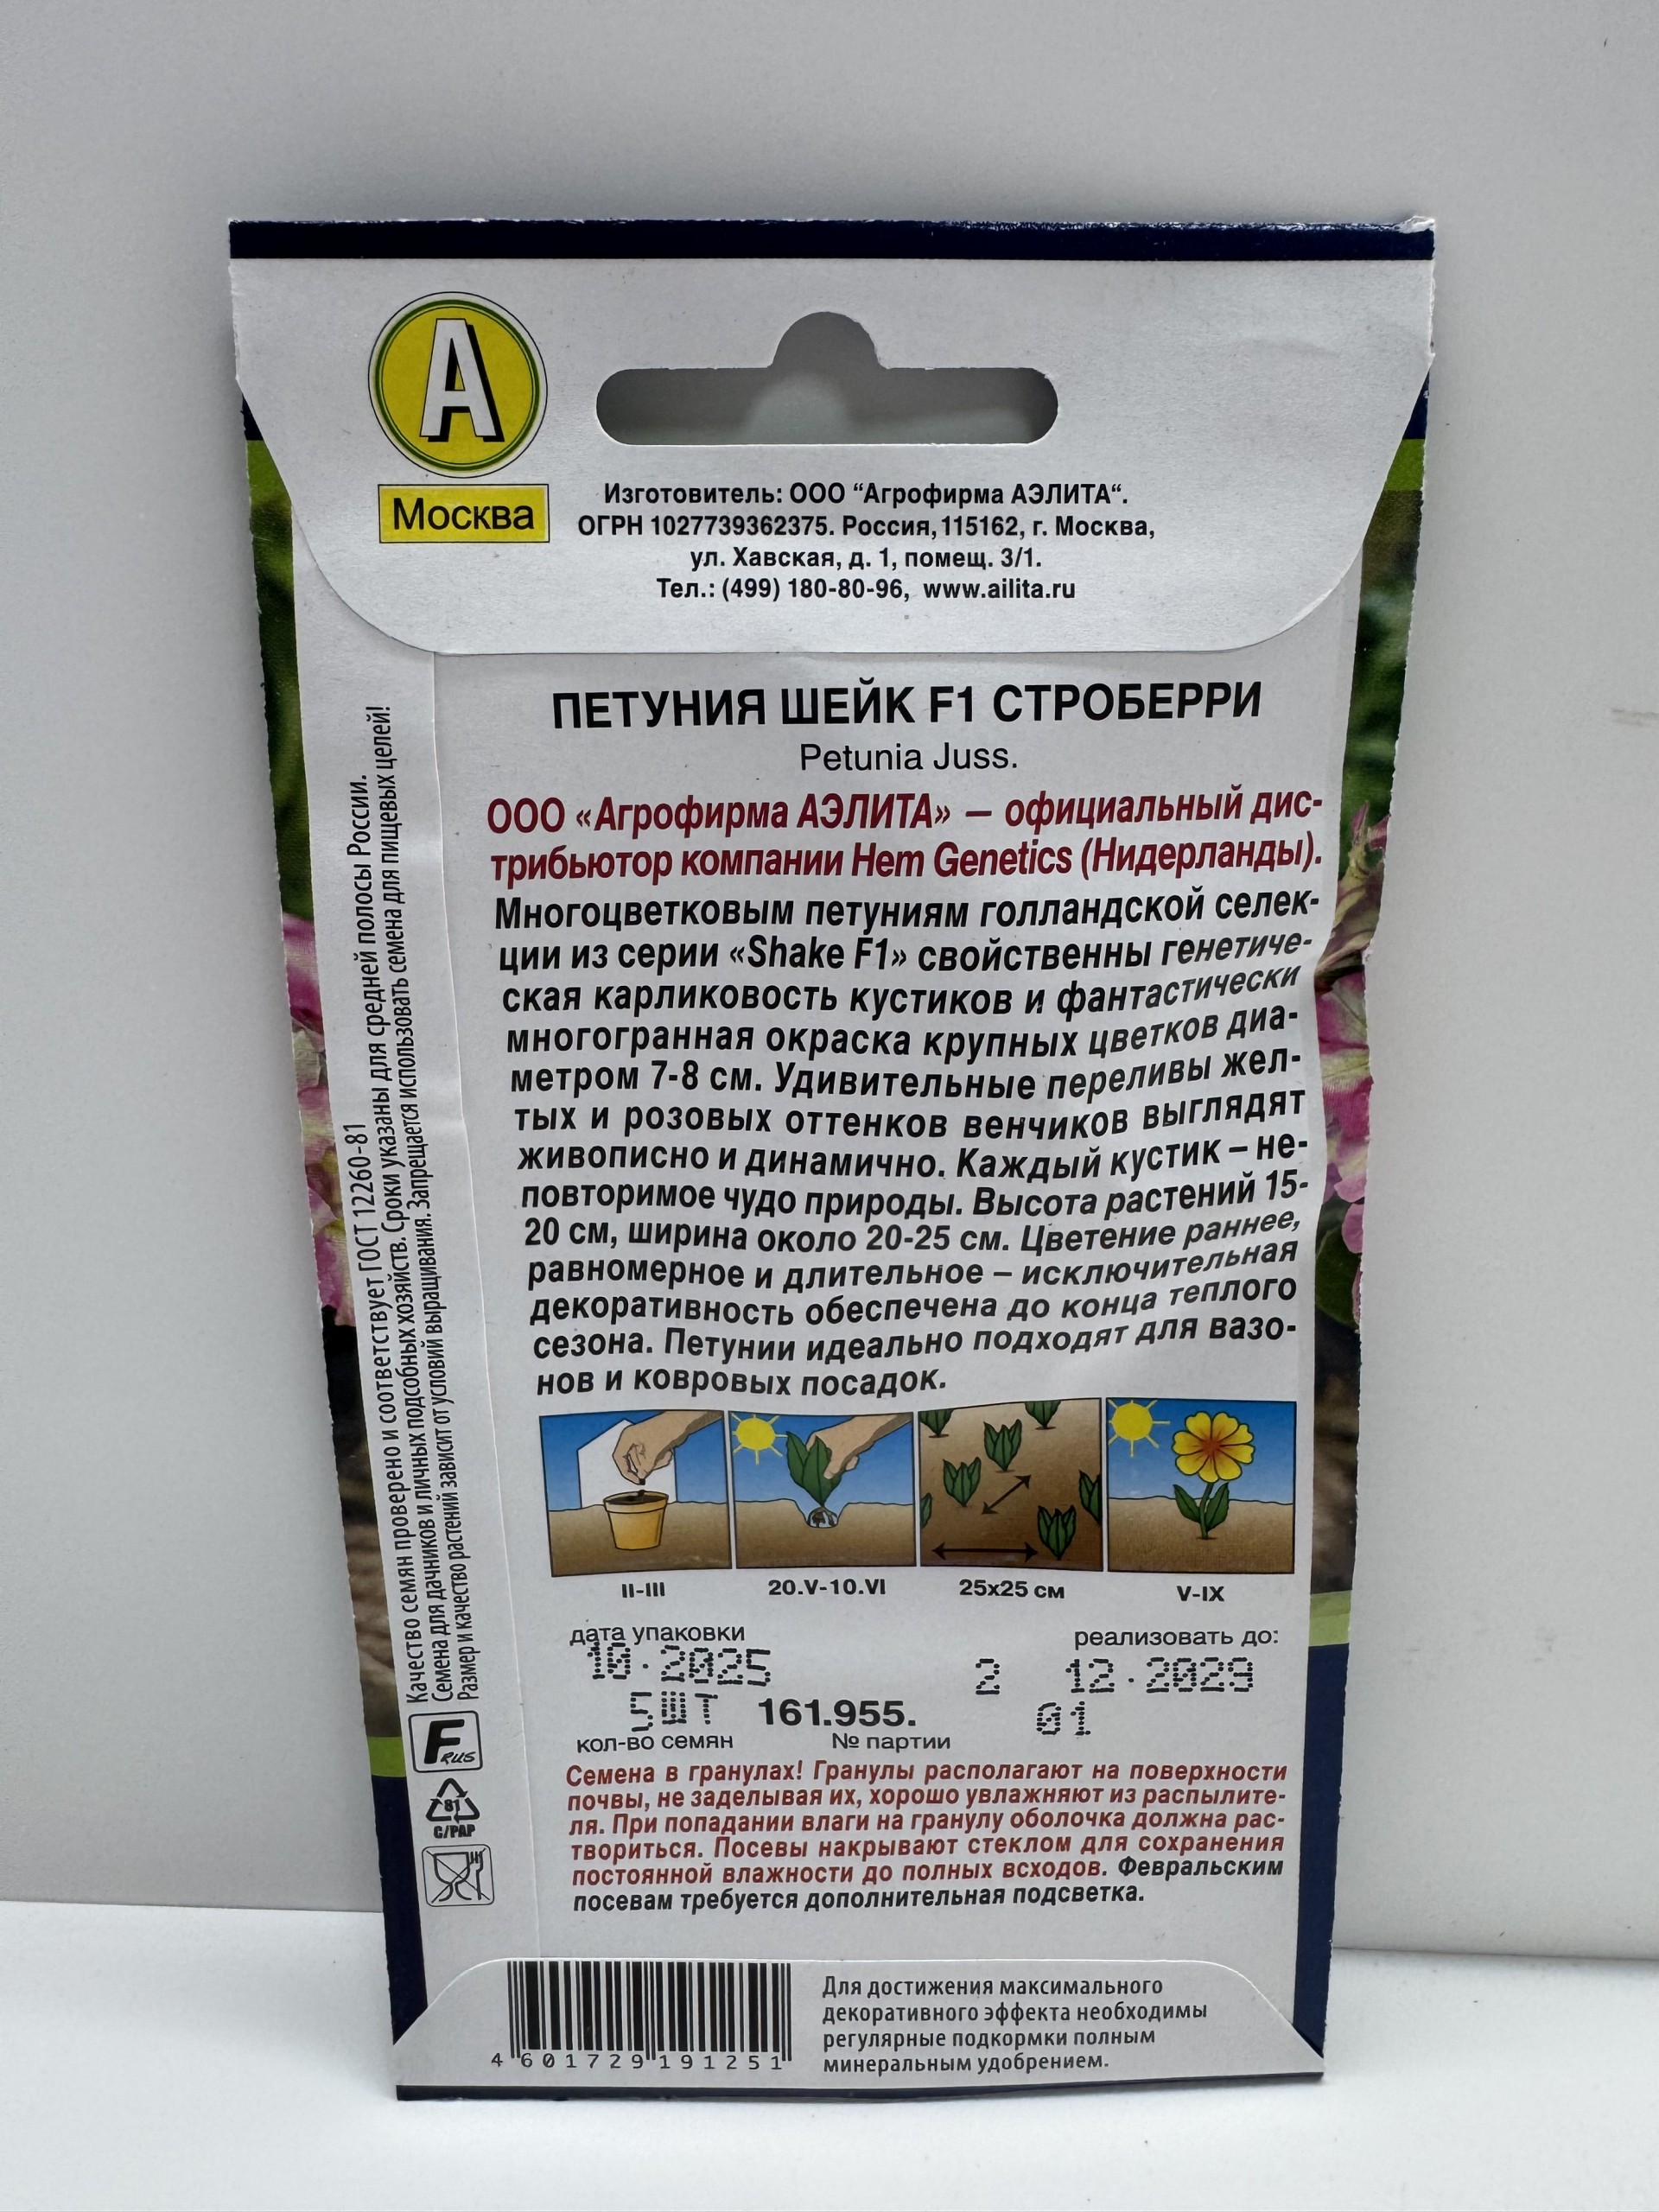 А
Москва
Изготовитель: ООО “Агрофирма АЭЛИТА“.
ОГРН 1027739362375. Россия, 115162, г. Москва,
ул. Хавская, д. 1, помещ. 3/1.
Тел.: (499) 180-80-96, www.ailita.ru
ПЕТУНИЯ ШЕЙК F1 СТРОБЕРРИ
Petunia Juss.
ООО «Агрофирма АЭЛИТА» — официальный дис-
трибьютор компании Hem Genetics (Нидерланды).
Многоцветковым петуниям голландской селек-
ции из серии «Shake F1» свойственны генетиче-
ская карликовость кустиков и фантастически
многогранная окраска крупных цветков диа-
метром 7-8 см. Удивительные переливы жел-
тых и розовых оттенков венчиков выглядят
живописно и динамично. Каждый кустик – не-
повторимое чудо природы. Высота растений 15-
20 см, ширина около 20-25 см. Цветение раннее,
равномерное и длительное – исключительная
декоративность обеспечена до конца теплого
сезона. Петунии идеально подходят для вазо-
нов и ковровых посадок.
II-III
20.V-10.VI
25х25 см
V-IX
дата упаковки
реализовать до:
10.2025
2 12.2029
5ШТ 161.955. 01
кол-во семян
№ партии
Семена в гранулах! Гранулы располагают на поверхности
почвы, не заделывая их, хорошо увлажняют из распылите-
ля. При попадании влаги на гранулу оболочка должна рас-
твориться. Посевы накрывают стеклом для сохранения
постоянной влажности до полных всходов. Февральским
посевам требуется дополнительная подсветка.
Качество семян проверено и соответствует ГОСТ 12260-81
Семена для дачников и личных подсобных хозяйств. Сроки указаны для средней полосы России.
Размер и качество растений зависит от условий выращивания. Запрещается использовать семена для пищевых целей!
F RUS
81
C/PAP
4 601729 191251
Для достижения максимального
декоративного эффекта необходимы
регулярные подкормки полным
минеральным удобрением.